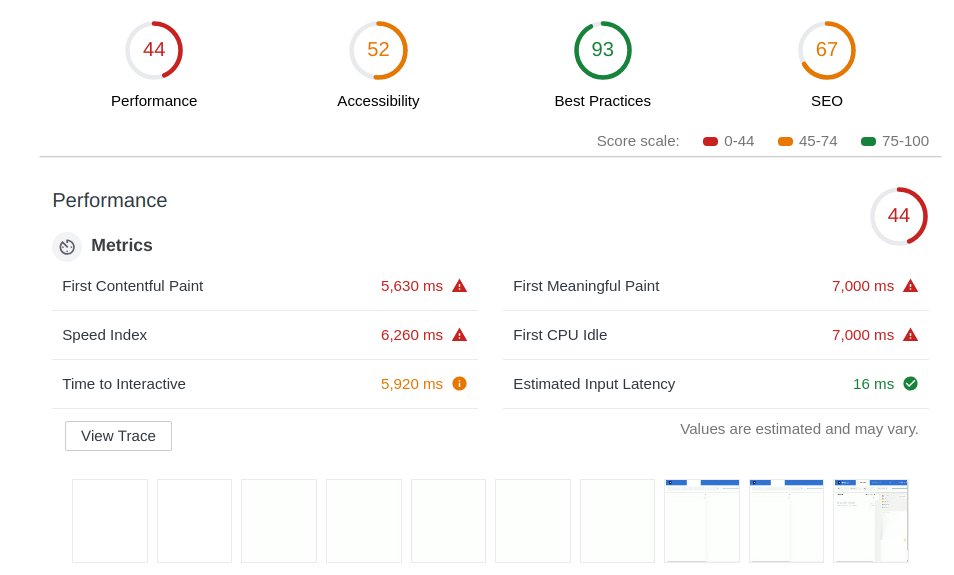 44
52
93
67
Performance
Accessibility
Best Practices
SEO
Score scale:
0-44
45-74
75-100
Performance
44
Metrics
First Contentful Paint
5,630 ms
First Meaningful Paint
7,000 ms
Speed Index
6,260 ms
First CPU Idle
7,000 ms
Time to Interactive
5,920 ms
Estimated Input Latency
16 ms
View Trace
Values are estimated and may vary.